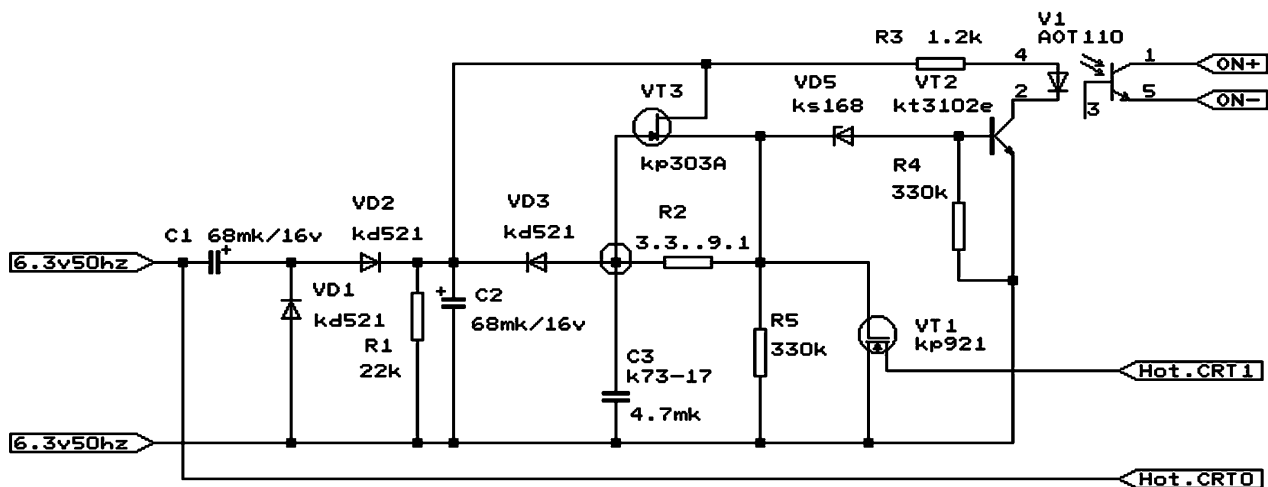 V1
AOT110
R3 1.2k
4
1
ON+
VT3
VD5
ks168
VT2
kt3102e
2
3
5
ON-
kp303A
R4
330k
VD2
kd521
VD3
kd521
R2
3.3..9.1
C1 68mk/16v
+
6.3v50hz
VD1
kd521
+
C2
68mk/16v
R1
22k
R5
330k
VT1
kp921
C3
k73-17
4.7mk
Hot.CRT1
6.3v50hz
Hot.CRT0